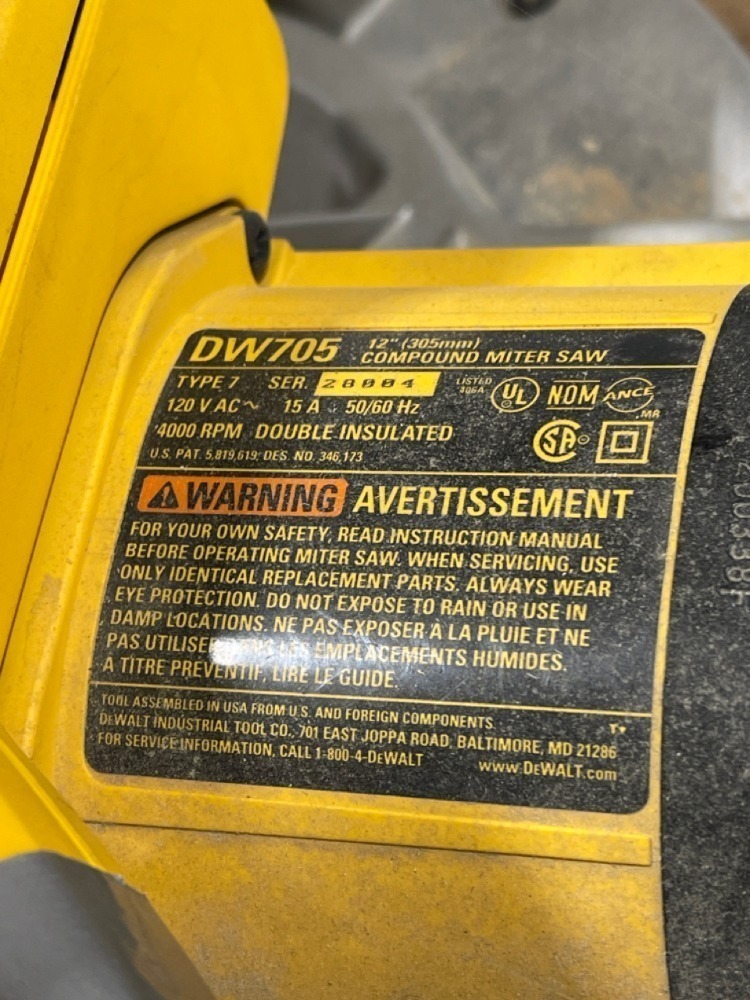 DW705 12" (305mm)
COMPOUND MITER SAW
TYPE 7 SER. 28004
LISTED
406A
UL NOM ANCE
.MR
120 V AC~ 15 A 50/60 Hz
4000 RPM DOUBLE INSULATED
SA
U.S. PAT. 5,819,619; DES. NO. 346,173
WARNING AVERTISSEMENT
FOR YOUR OWN SAFETY, READ INSTRUCTION MANUAL
BEFORE OPERATING MITER SAW. WHEN SERVICING, USE
ONLY IDENTICAL REPLACEMENT PARTS. ALWAYS WEAR
EYE PROTECTION. DO NOT EXPOSE TO RAIN OR USE IN
DAMP LOCATIONS. NE PAS EXPOSER À LA PLUIE ET NE
PAS UTILISER DANS LES EMPLACEMENTS HUMIDES.
A TITRE PREVENTIF, LIRE LE GUIDE.
TOOL ASSEMBLED IN USA FROM U.S. AND FOREIGN COMPONENTS
DEWALT INDUSTRIAL TOOL CO., 701 EAST JOPPA ROAD, BALTIMORE, MD 21286
FOR SERVICE INFORMATION, CALL 1-800-4-DEWALT www.DEWALT.com